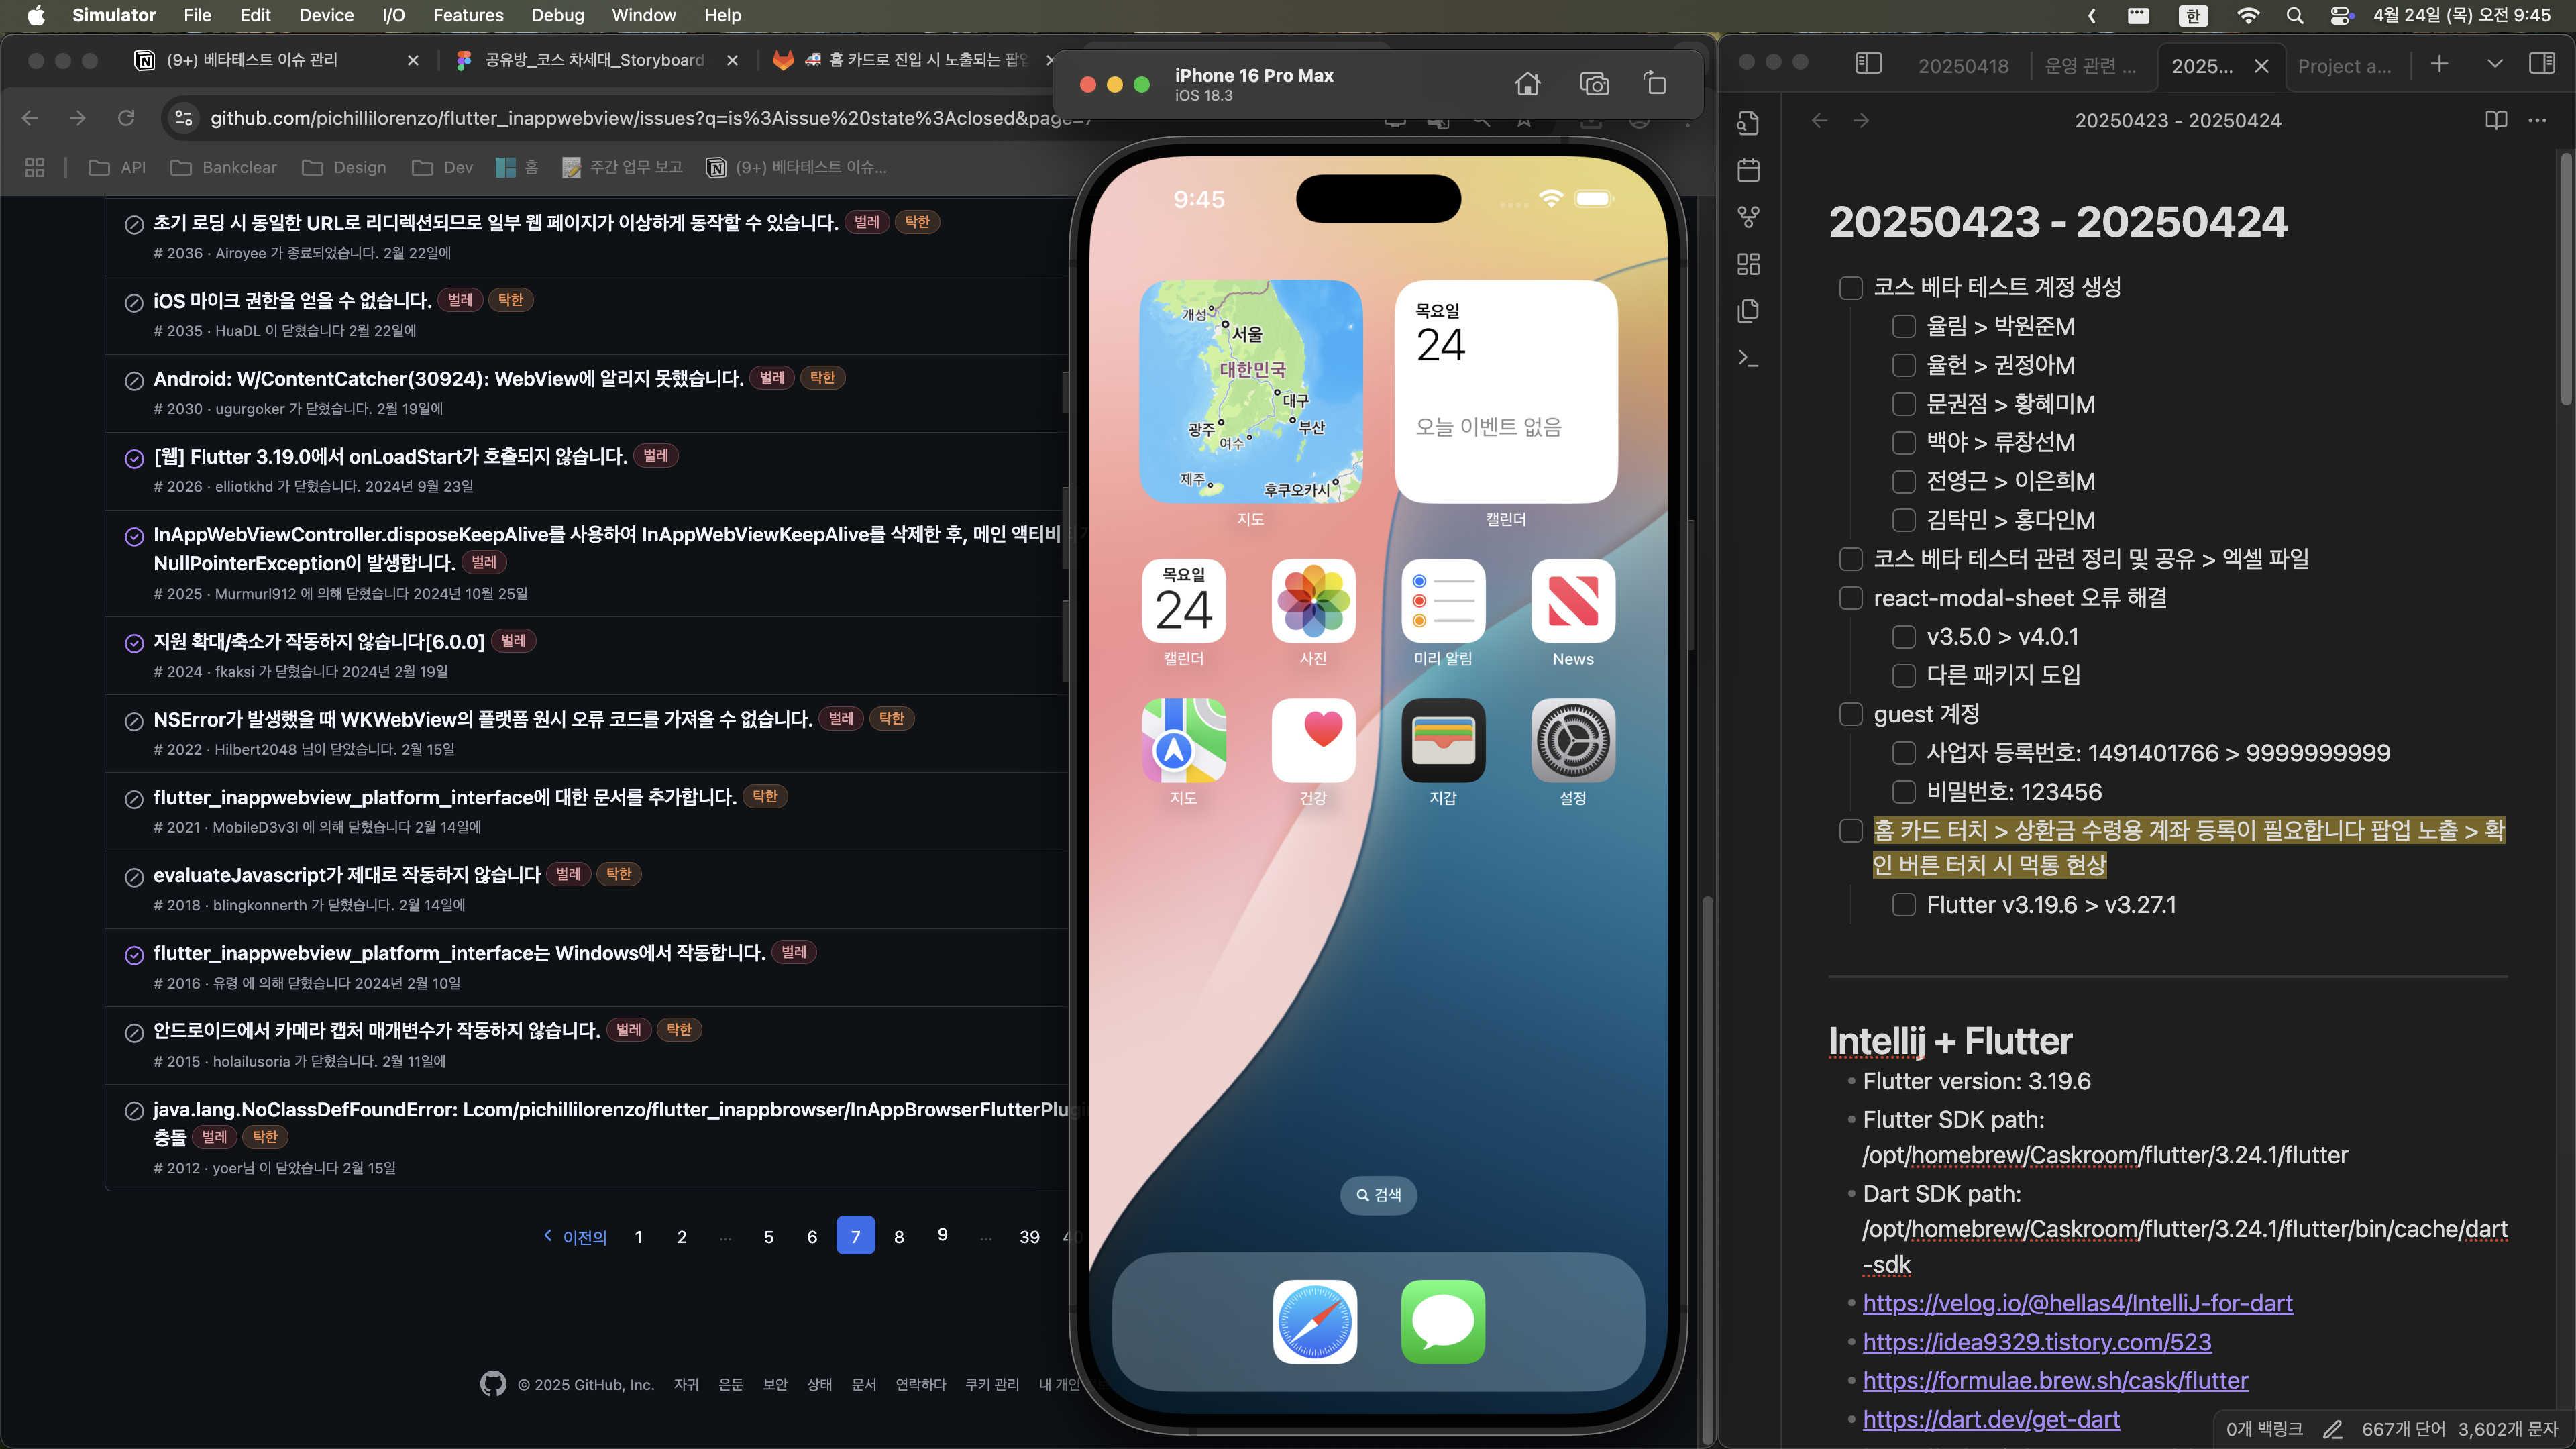 Simulator File Edit Device I/O Features Debug Window Help
한 4월 24일 (목) 오전 9:45
(9+) 베타테스트 이슈 관리
공유방_코스 차세대_Storyboard
홈 카드로 진입 시 노출되는 팝업
github.com/pichillilorenzo/flutter_inappwebview/issues?q=is%3Aissue%20state%3Aclosed&page=7
API Bankclear Design Dev 홈 주간 업무 보고 (9+) 베타테스트 이슈...
초기 로딩 시 동일한 URL로 리디렉션되므로 일부 웹 페이지가 이상하게 동작할 수 있습니다. 벌레 탁한
# 2036 · Airoyee 가 종료되었습니다. 2월 22일에
iOS 마이크 권한을 얻을 수 없습니다. 벌레 탁한
# 2035 · HuaDL 이 닫혔습니다 2월 22일에
Android: W/ContentCatcher(30924): WebView에 알리지 못했습니다. 벌레 탁한
# 2030 · ugurgoker 가 닫혔습니다. 2월 19일에
[웹] Flutter 3.19.0에서 onLoadStart가 호출되지 않습니다. 벌레
# 2026 · elliotkhd 가 닫혔습니다. 2024년 9월 23일
InAppWebViewController.disposeKeepAlive를 사용하여 InAppWebViewKeepAlive를 삭제한 후, 메인 액티비
NullPointerException이 발생합니다. 벌레
# 2025 · Murmurl912 에 의해 닫혔습니다 2024년 10월 25일
지원 확대/축소가 작동하지 않습니다[6.0.0] 벌레
# 2024 · fkaksi 가 닫혔습니다 2024년 2월 19일
NSError가 발생했을 때 WKWebView의 플랫폼 원시 오류 코드를 가져올 수 없습니다. 벌레 탁한
# 2022 · Hilbert2048 님이 닫았습니다. 2월 15일
flutter_inappwebview_platform_interface에 대한 문서를 추가합니다. 탁한
# 2021 · MobileD3v3l 에 의해 닫혔습니다 2월 14일에
evaluateJavascript가 제대로 작동하지 않습니다 벌레 탁한
# 2018 · blingkonnerth 가 닫혔습니다. 2월 14일에
flutter_inappwebview_platform_interface는 Windows에서 작동합니다. 벌레
# 2016 · 유령 에 의해 닫혔습니다 2024년 2월 10일
안드로이드에서 카메라 캡처 매개변수가 작동하지 않습니다. 벌레 탁한
# 2015 · holailusoria 가 닫혔습니다. 2월 11일에
java.lang.NoClassDefFoundError: Lcom/pichillilorenzo/flutter_inappbrowser/InAppBrowserFlutterPlugi
충돌 벌레 탁한
# 2012 · yoer님 이 닫았습니다 2월 15일
이전의 1 2 ... 5 6 7 8 9 ... 39 40
© 2025 GitHub, Inc. 자귀 은둔 보안 상태 문서 연락하다 쿠키 관리 내 개인
iPhone 16 Pro Max
iOS 18.3
9:45
개성
서울
대한민국
대구
광주
부산
여수
제주
후쿠오카시
지도
목요일
24
오늘 이벤트 없음
캘린더
목요일
24
캘린더 사진 미리 알림 News
지도 건강 지갑 설정
검색
20250418 운영 관련 ... 2025... Project a...
20250423 - 20250424
20250423 - 20250424
코스 베타 테스트 계정 생성
율림 > 박원준M
율헌 > 권정아M
문권점 > 황혜미M
백야 > 류창선M
전영근 > 이은희M
김탁민 > 홍다인M
코스 베타 테스터 관련 정리 및 공유 > 엑셀 파일
react-modal-sheet 오류 해결
v3.5.0 > v4.0.1
다른 패키지 도입
guest 계정
사업자 등록번호: 1491401766 > 9999999999
비밀번호: 123456
홈 카드 터치 > 상환금 수령용 계좌 등록이 필요합니다 팝업 노출 > 확
인 버튼 터치 시 먹통 현상
Flutter v3.19.6 > v3.27.1
Intellij + Flutter
Flutter version: 3.19.6
Flutter SDK path:
/opt/homebrew/Caskroom/flutter/3.24.1/flutter
Dart SDK path:
/opt/homebrew/Caskroom/flutter/3.24.1/flutter/bin/cache/dart
-sdk
https://velog.io/@hellas4/IntelliJ-for-dart
https://idea9329.tistory.com/523
https://formulae.brew.sh/cask/flutter
https://dart.dev/get-dart
0개 백링크 667개 단어 3,602개 문자